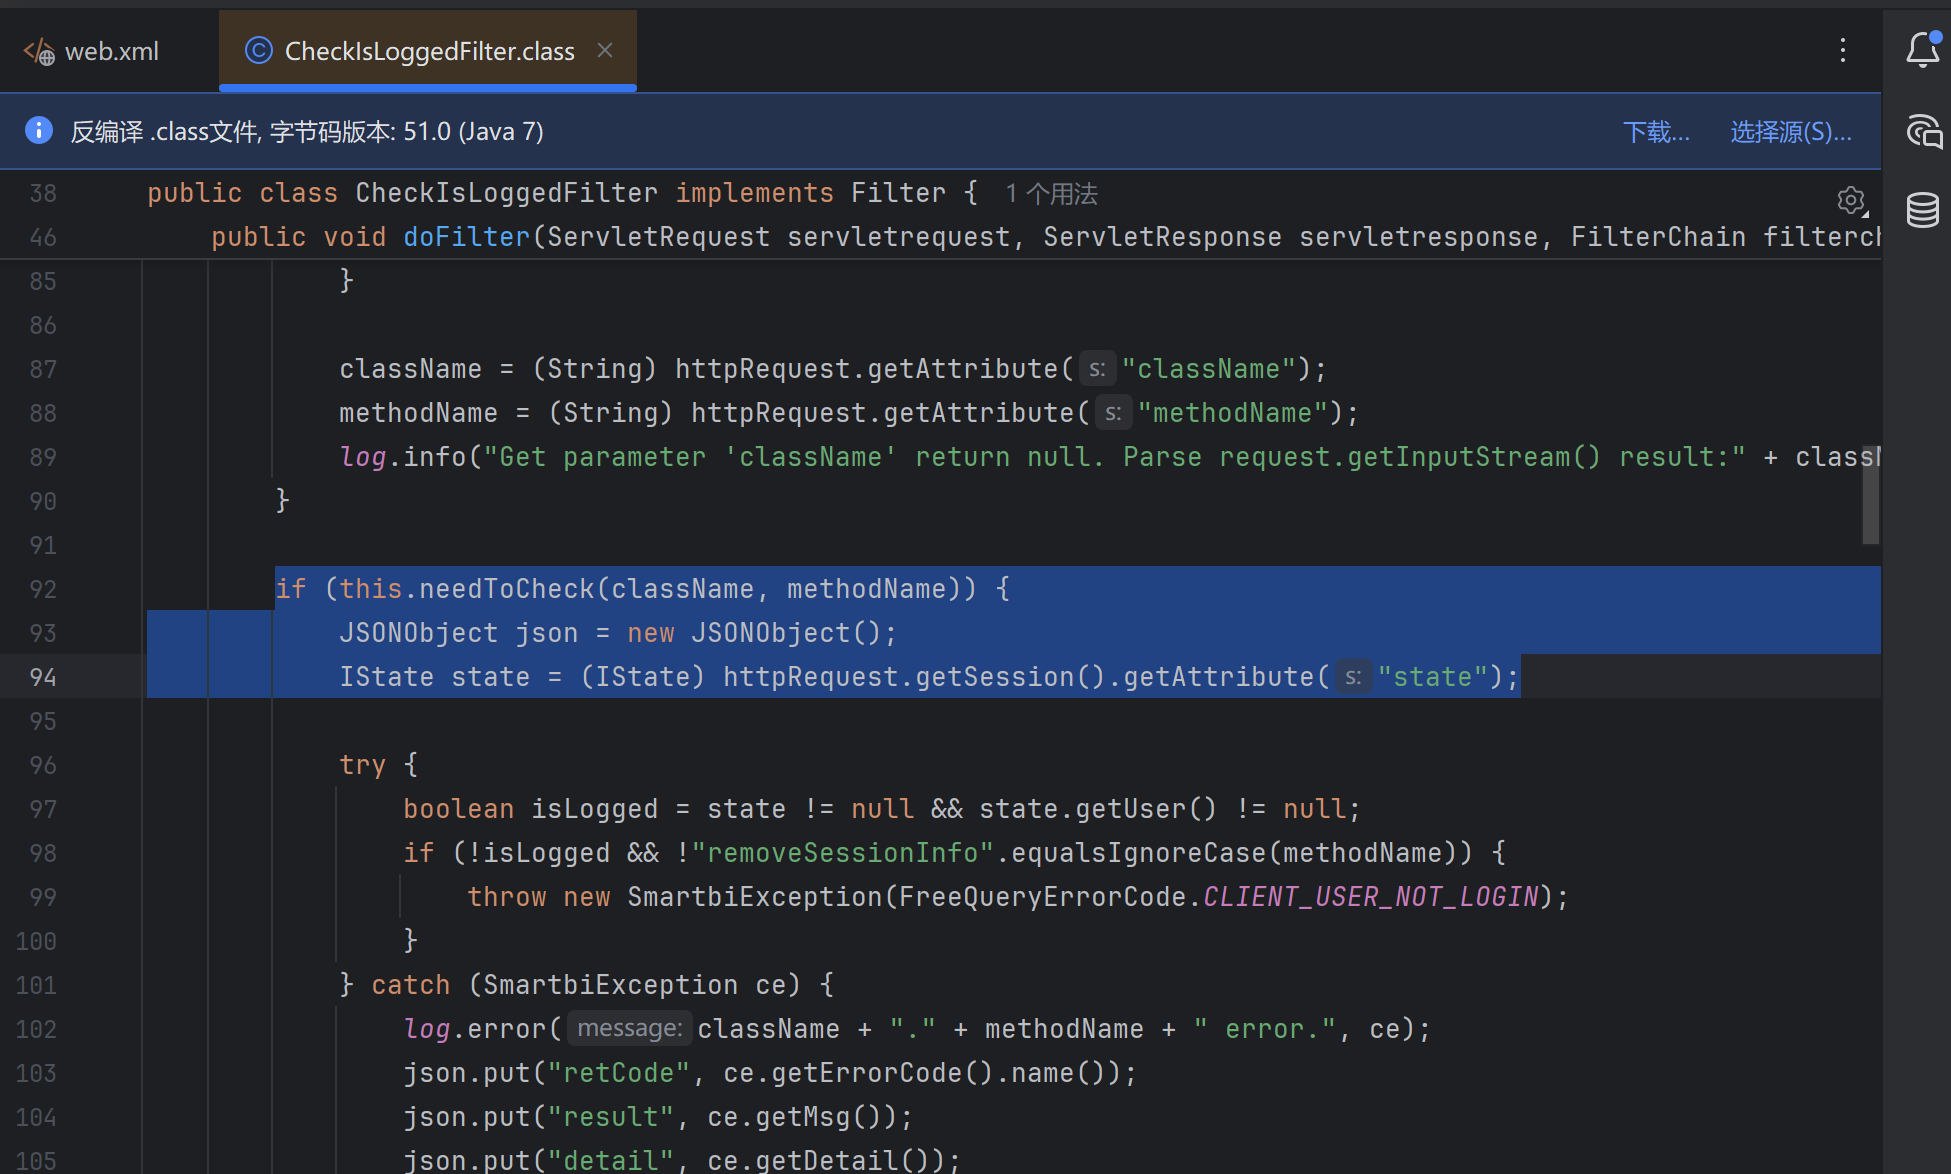 web.xml
CheckIsLoggedFilter.class
反编译 .class文件, 字节码版本: 51.0 (Java 7) 下载... 选择源(S)...
38 public class CheckIsLoggedFilter implements Filter { 1 个用法
46 public void doFilter(ServletRequest servletrequest, ServletResponse servletresponse, FilterChain filterch
85 }
86
87 className = (String) httpRequest.getAttribute( s: "className");
88 methodName = (String) httpRequest.getAttribute( s: "methodName");
89 log.info("Get parameter 'className' return null. Parse request.getInputStream() result:" + classN
90 }
91
92 if (this.needToCheck(className, methodName)) {
93 JSONObject json = new JSONObject();
94 IState state = (IState) httpRequest.getSession().getAttribute( s: "state");
95
96 try {
97 boolean isLogged = state != null && state.getUser() != null;
98 if (!isLogged && !"removeSessionInfo".equalsIgnoreCase(methodName)) {
99 throw new SmartbiException(FreeQueryErrorCode.CLIENT_USER_NOT_LOGIN);
100 }
101 } catch (SmartbiException ce) {
102 log.error( message: className + "." + methodName + " error.", ce);
103 json.put("retCode", ce.getErrorCode().name());
104 json.put("result", ce.getMsg());
105 json.put("detail", ce.getDetail());